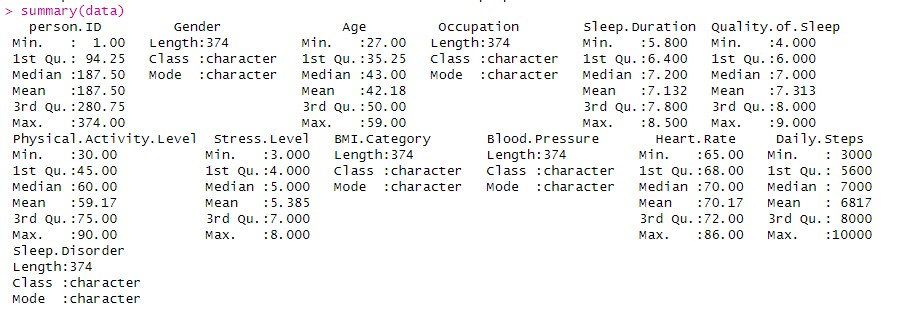 > summary(data)
person.ID Gender Age Occupation Sleep.Duration Quality.of.Sleep
Min. : 1.00 Length:374 Min. :27.00 Length:374 Min. :5.800 Min. :4.000
1st Qu.: 94.25 Class :character 1st Qu.:35.25 Class :character 1st Qu.:6.400 1st Qu.:6.000
Median :187.50 Mode :character Median :43.00 Mode :character Median :7.200 Median :7.000
Mean :187.50 Mean :42.18 Mean :7.132 Mean :7.313
3rd Qu.:280.75 3rd Qu.:50.00 3rd Qu.:7.800 3rd Qu.:8.000
Max. :374.00 Max. :59.00 Max. :8.500 Max. :9.000
Physical.Activity.Level Stress.Level BMI.Category Blood.Pressure Heart.Rate Daily.Steps
Min. :30.00 Min. :3.000 Length:374 Length:374 Min. :65.00 Min. : 3000
1st Qu.:45.00 1st Qu.:4.000 Class :character Class :character 1st Qu.:68.00 1st Qu.: 5600
Median :60.00 Median :5.000 Mode :character Mode :character Median :70.00 Median : 7000
Mean :59.17 Mean :5.385 Mean :70.17 Mean : 6817
3rd Qu.:75.00 3rd Qu.:7.000 3rd Qu.:72.00 3rd Qu.: 8000
Max. :90.00 Max. :8.000 Max. :86.00 Max. :10000
Sleep.Disorder
Length:374
Class :character
Mode :character